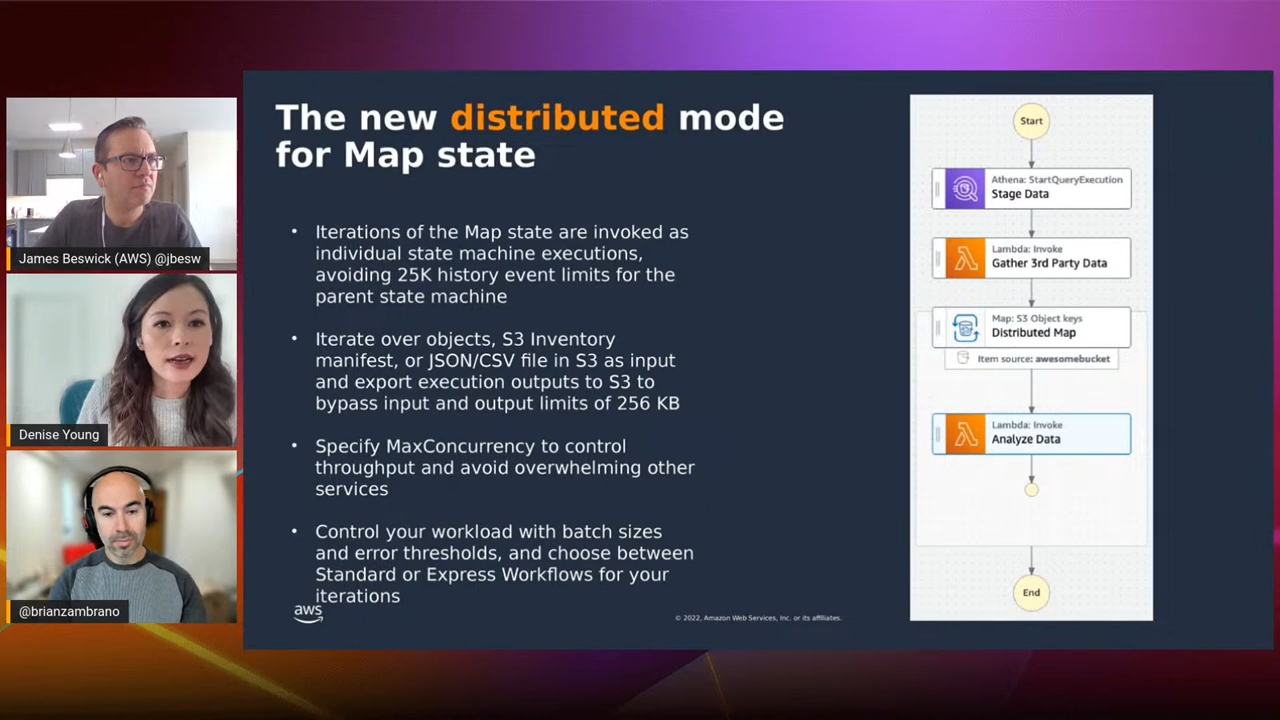 The new distributed mode
for Map state
• Iterations of the Map state are invoked as
individual state machine executions,
avoiding 25K history event limits for the
parent state machine
• Iterate over objects, S3 Inventory
manifest, or JSON/CSV file in S3 as input
and export execution outputs to S3 to
bypass input and output limits of 256 KB
• Specify MaxConcurrency to control
throughput and avoid overwhelming other
services
• Control your workload with batch sizes
and error thresholds, and choose between
Standard or Express Workflows for your
iterations
aws
© 2022, Amazon Web Services, Inc. or its affiliates.
Start
Athena: StartQueryExecution
Stage Data
Lambda: Invoke
Gather 3rd Party Data
Map: S3 Object keys
Distributed Map
Item source: awesomebucket
Lambda: Invoke
Analyze Data
End
James Beswick (AWS) @jbesw
Denise Young
@brianzambrano